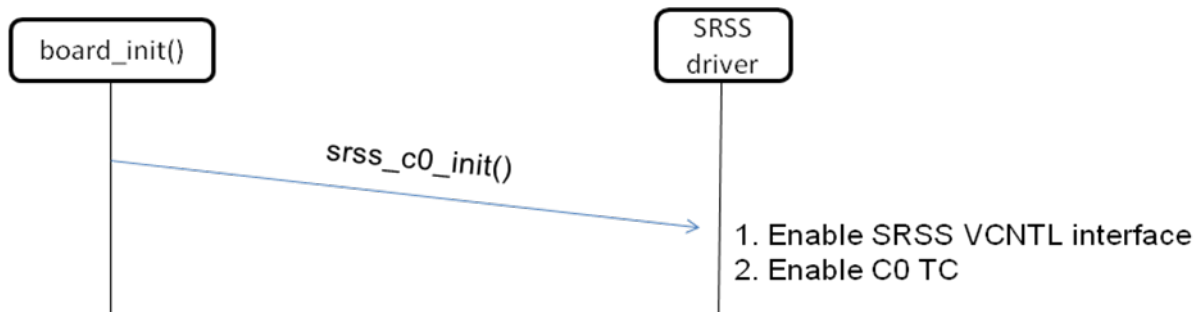 board_init()
SRSS
driver
srss_c0_init()
1. Enable SRSS VCNTL interface
2. Enable C0 TC